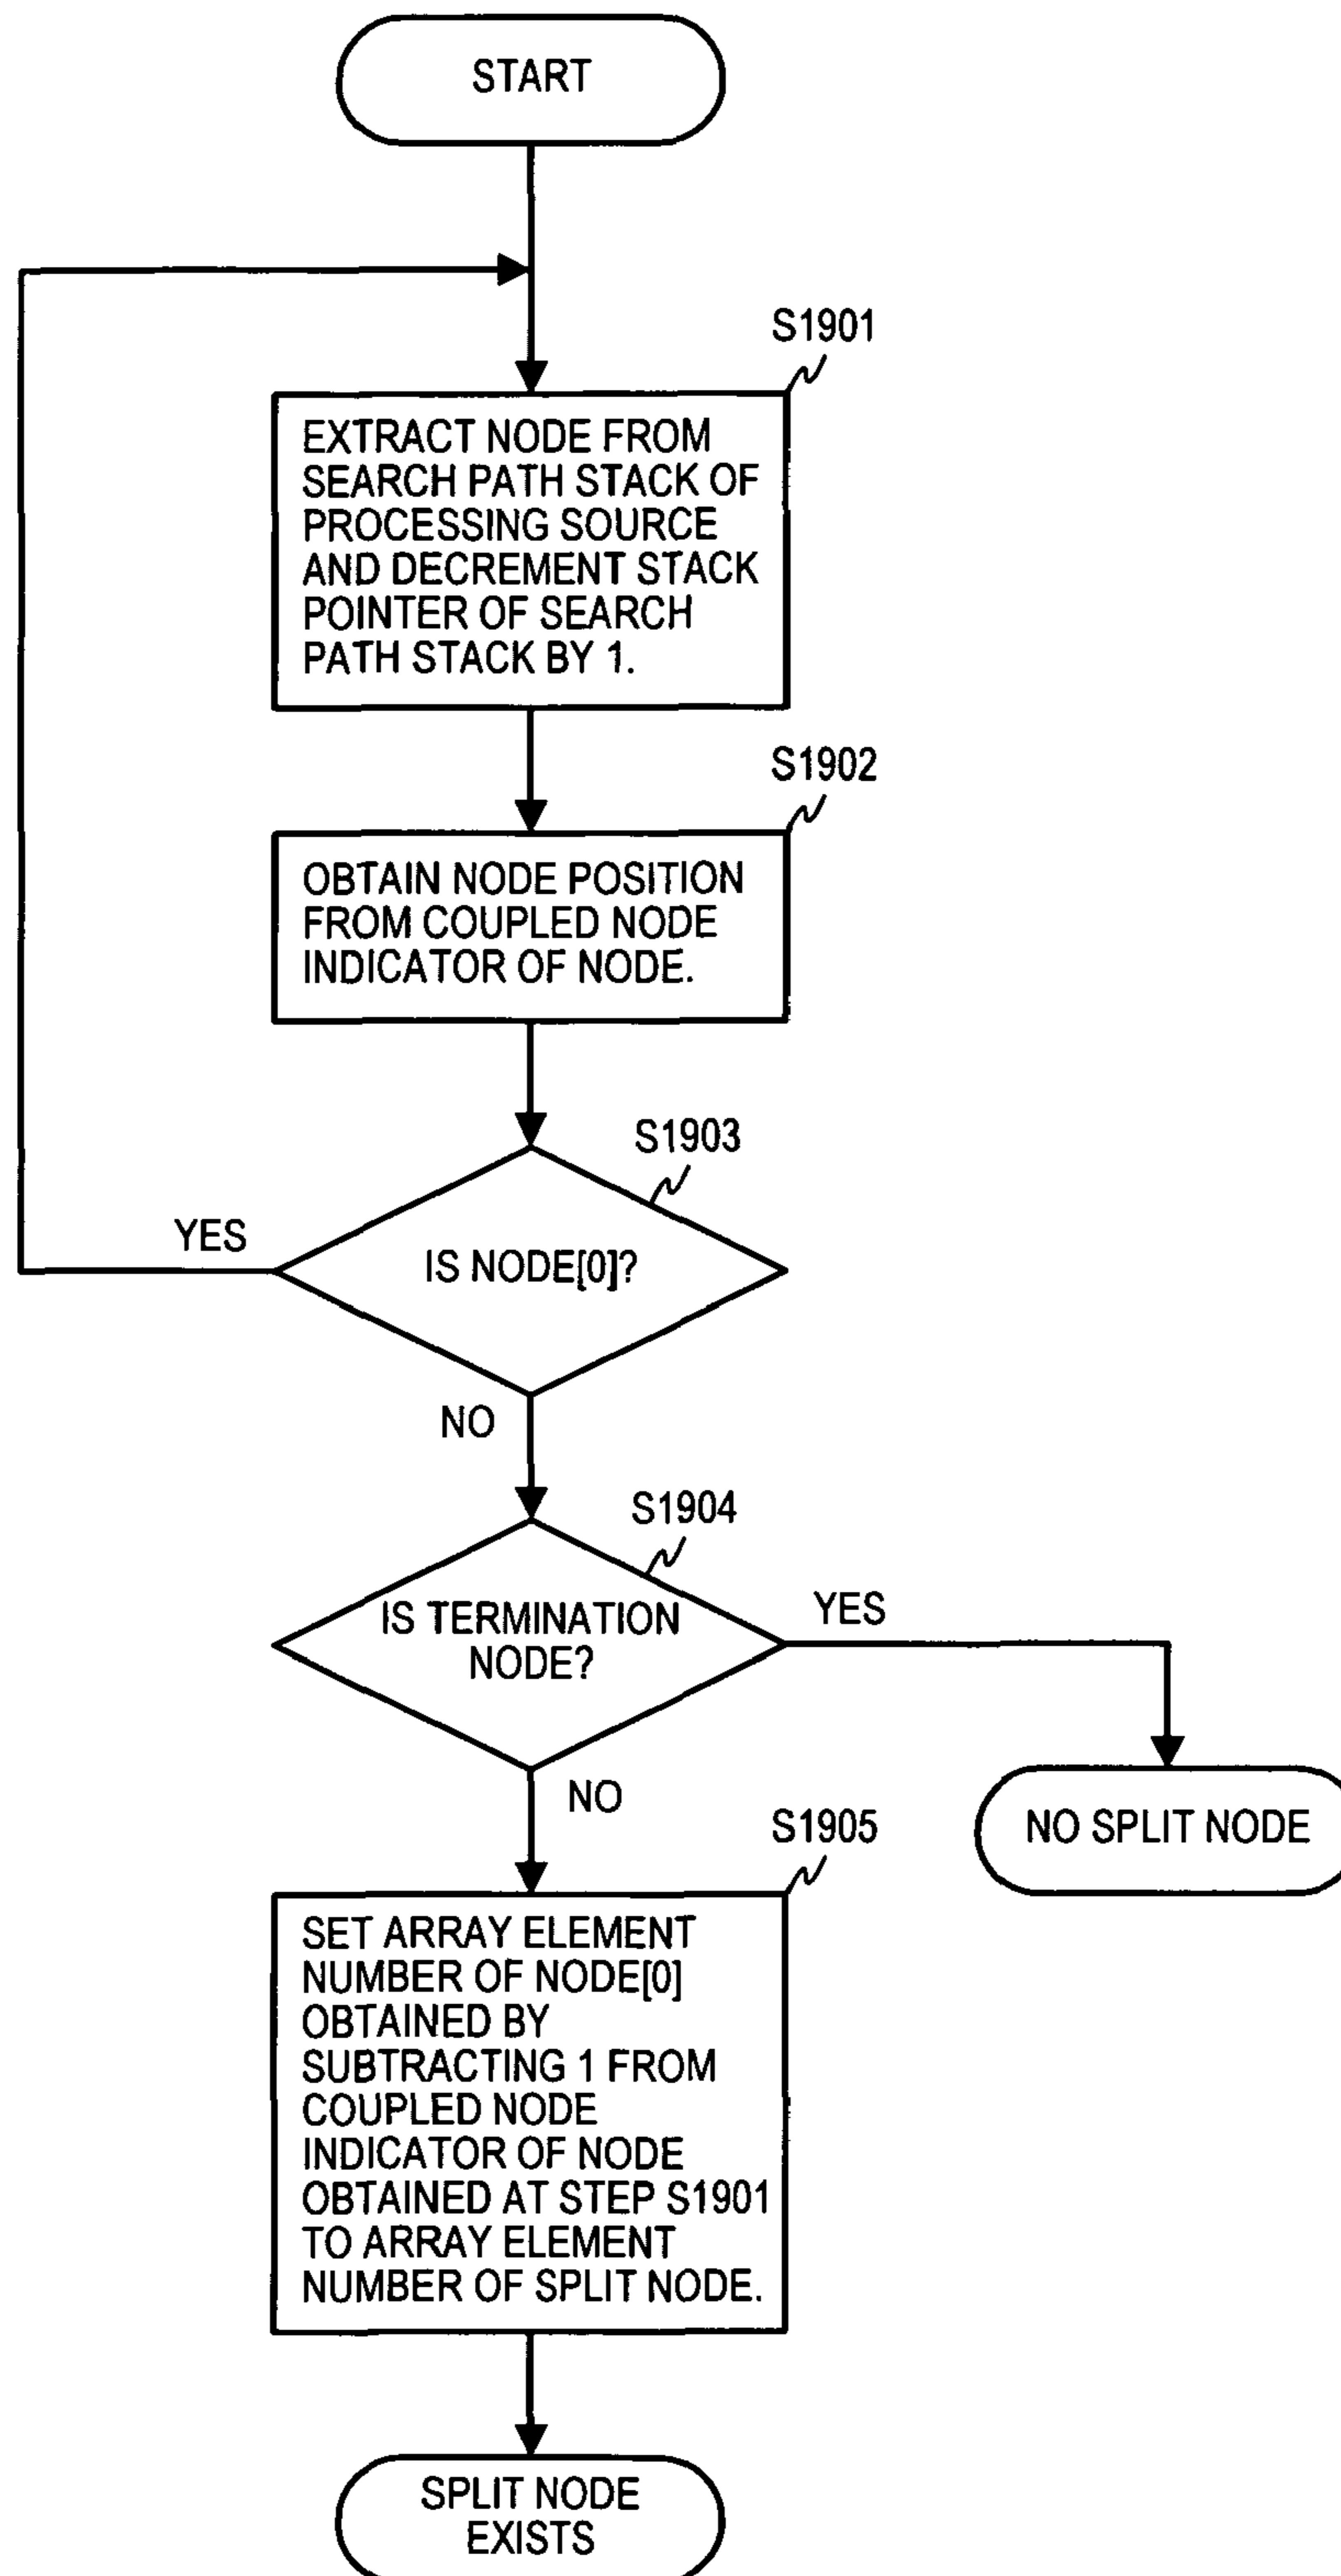 START
S1901
EXTRACT NODE FROM
SEARCH PATH STACK OF
PROCESSING SOURCE
AND DECREMENT STACK
POINTER OF SEARCH
PATH STACK BY 1.
S1902
OBTAIN NODE POSITION
FROM COUPLED NODE
INDICATOR OF NODE.
S1903
YES
IS NODE[0]?
NO
S1904
IS TERMINATION
NODE?
YES
NO
NO SPLIT NODE
S1905
SET ARRAY ELEMENT
NUMBER OF NODE[0]
OBTAINED BY
SUBTRACTING 1 FROM
COUPLED NODE
INDICATOR OF NODE
OBTAINED AT STEP S1901
TO ARRAY ELEMENT
NUMBER OF SPLIT NODE.
SPLIT NODE
EXISTS